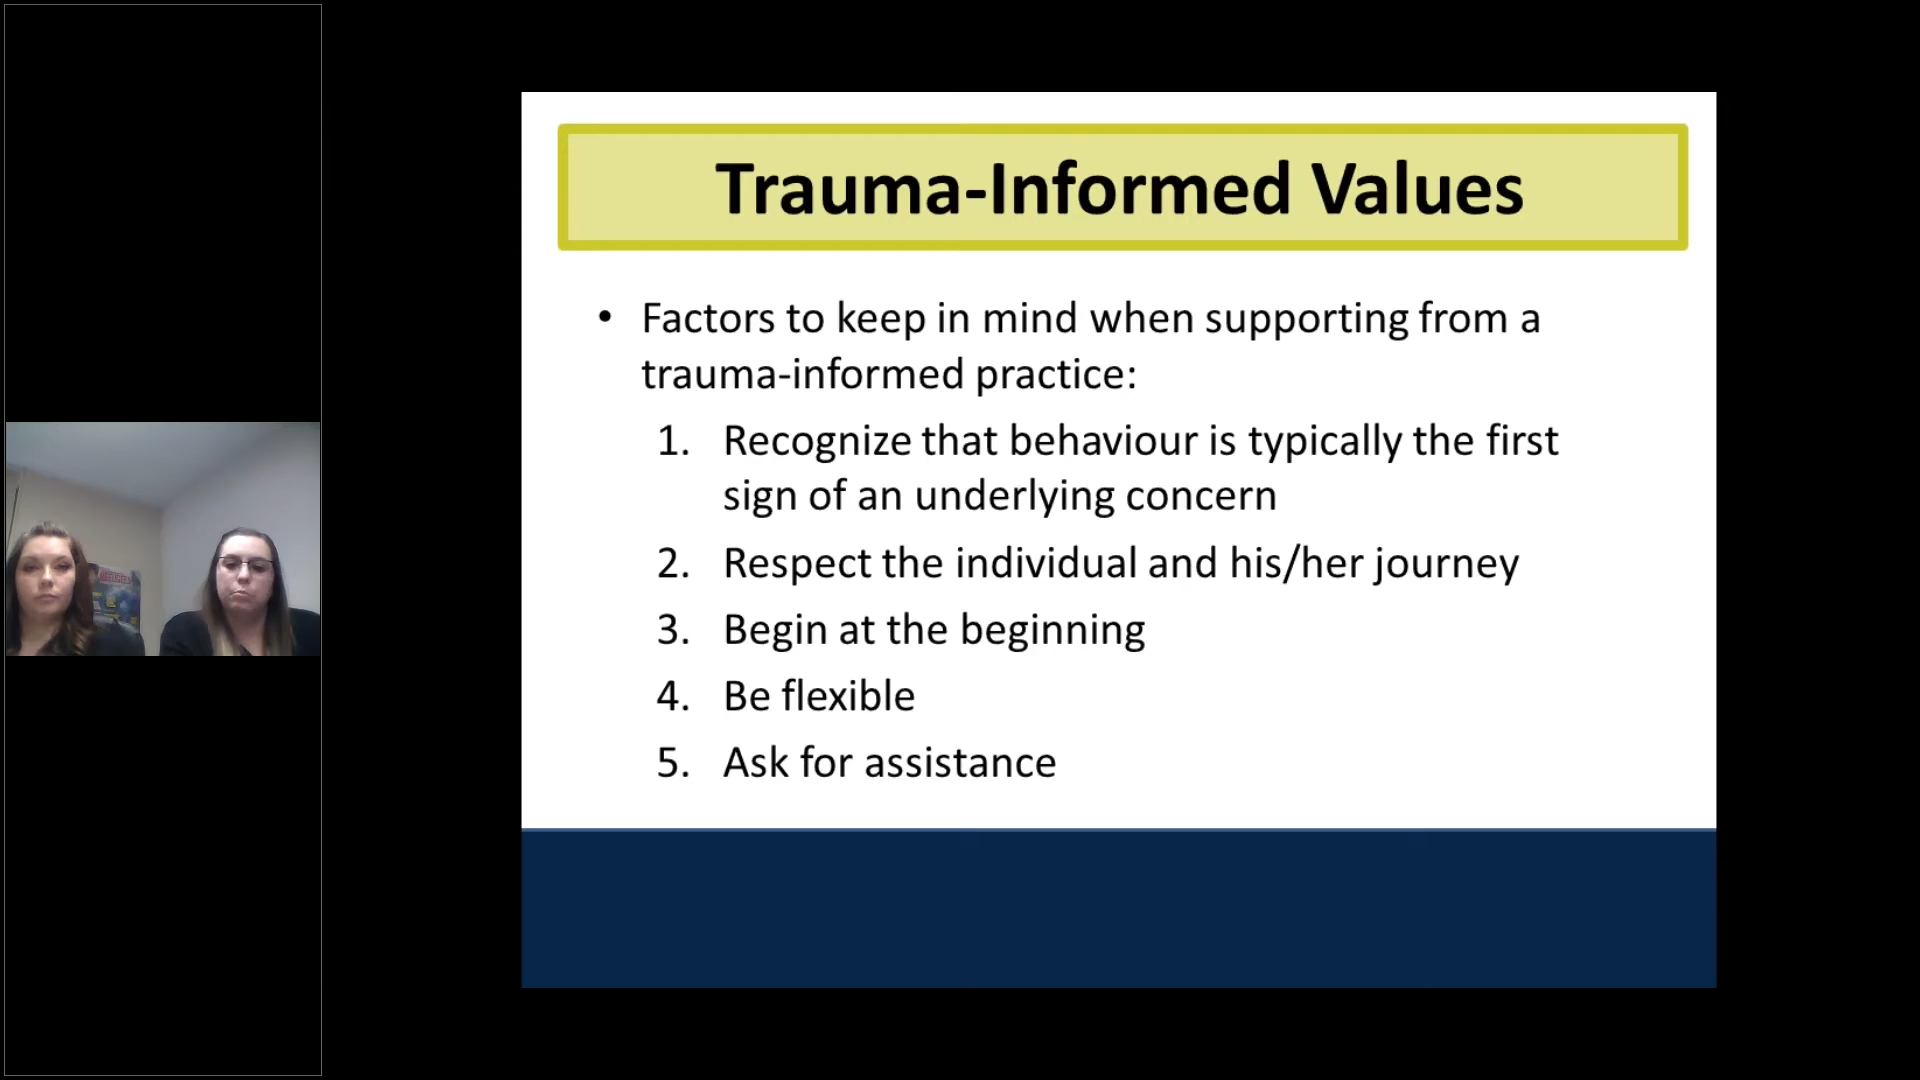 Trauma-Informed Values
• Factors to keep in mind when supporting from a
trauma-informed practice:
1. Recognize that behaviour is typically the first
sign of an underlying concern
2. Respect the individual and his/her journey
3. Begin at the beginning
4. Be flexible
5. Ask for assistance